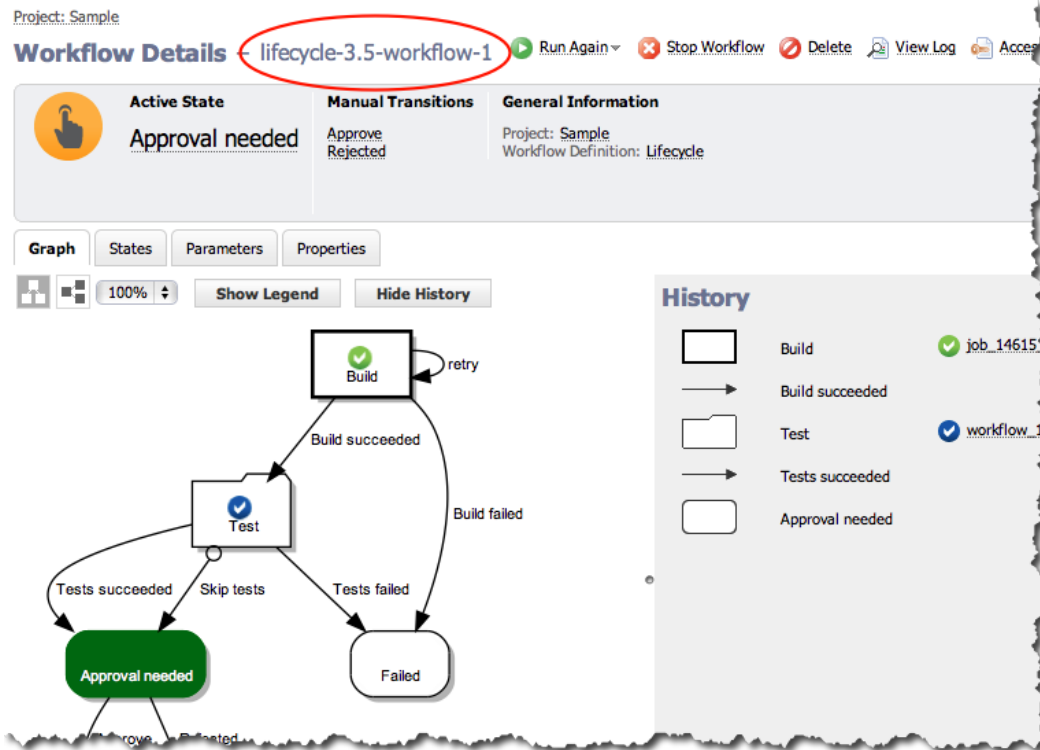 Project: Sample
Workflow Details - lifecycle-3.5-workflow-1
Run Again
Stop Workflow
Delete
View Log
Active State
Manual Transitions
General Information
Approval needed
Approve
Rejected
Project: Sample
Workflow Definition: Lifecycle
Graph
States
Parameters
Properties
100%
Show Legend
Hide History
Build
retry
Build succeeded
Build failed
Test
Tests succeeded
Skip tests
Tests failed
Approval needed
Failed
History
Build
job_14615
Build succeeded
Test
workflow_1
Tests succeeded
Approval needed